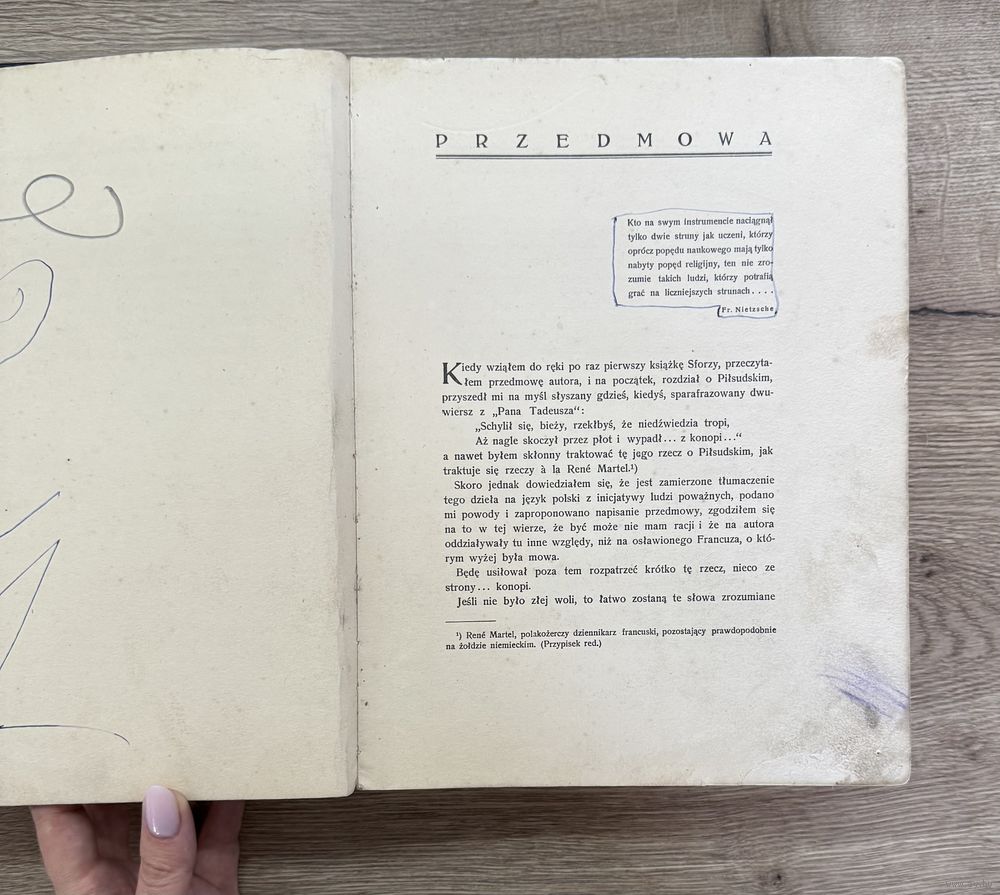 PRZEDMOWA
Kto na swym instrumencie naciągnął
tylko dwie struny jak uczeni, którzy
oprócz popędu naukowego mają tylko
nabyty popęd religijny, ten nie zro-
zumie takich ludzi, którzy potrafią
grać na liczniejszych strunach....
Fr. Nietzsche
Kiedy wziąłem do ręki po raz pierwszy książkę Sforzy, przeczyta-
łem przedmowę autora, i na początek, rozdział o Piłsudskim,
przyszedł mi na myśl słyszany gdzieś, kiedyś, sparafrazowany dwu-
wiersz z „Pana Tadeusza“:
„Schylił się, bieży, rzekłbyś, że niedźwiedzia tropi,
Aż nagle skoczył przez płot i wypadł... z konopi...“
a nawet byłem skłonny traktować tę jego rzecz o Piłsudskim, jak
traktuje się rzeczy à la René Martel.¹)
Skoro jednak dowiedziałem się, że jest zamierzone tłumaczenie
tego dzieła na język polski z inicjatywy ludzi poważnych, podano
mi powody i zaproponowano napisanie przedmowy, zgodziłem się
na to w tej wierze, że być może nie mam racji i że na autora
oddziaływały tu inne względy, niż na osławionego Francuza, o któ-
rym wyżej była mowa.
Będę usiłował poza tem rozpatrzeć krótko tę rzecz, nieco ze
strony... konopi.
Jeśli nie było złej woli, to łatwo zostaną te słowa zrozumiane
¹) René Martel, polakożerczy dziennikarz francuski, pozostający prawdopodobnie
na żołdzie niemieckim. (Przypisek red.)